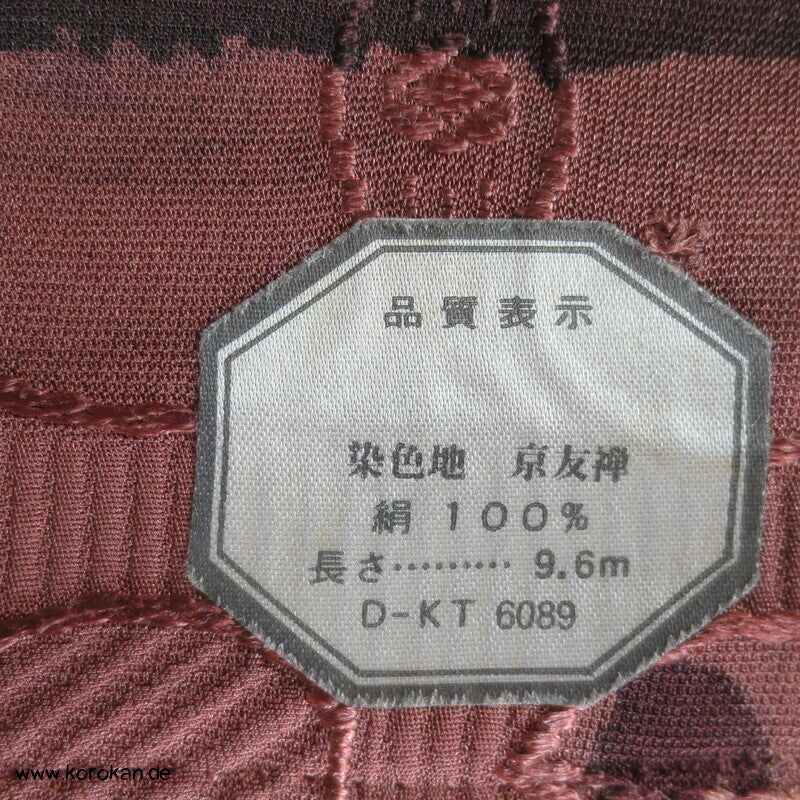 品質表示
染色地 京友禅
絹 100%
長さ………9.6m
D-KT 6089
www.korokan.de